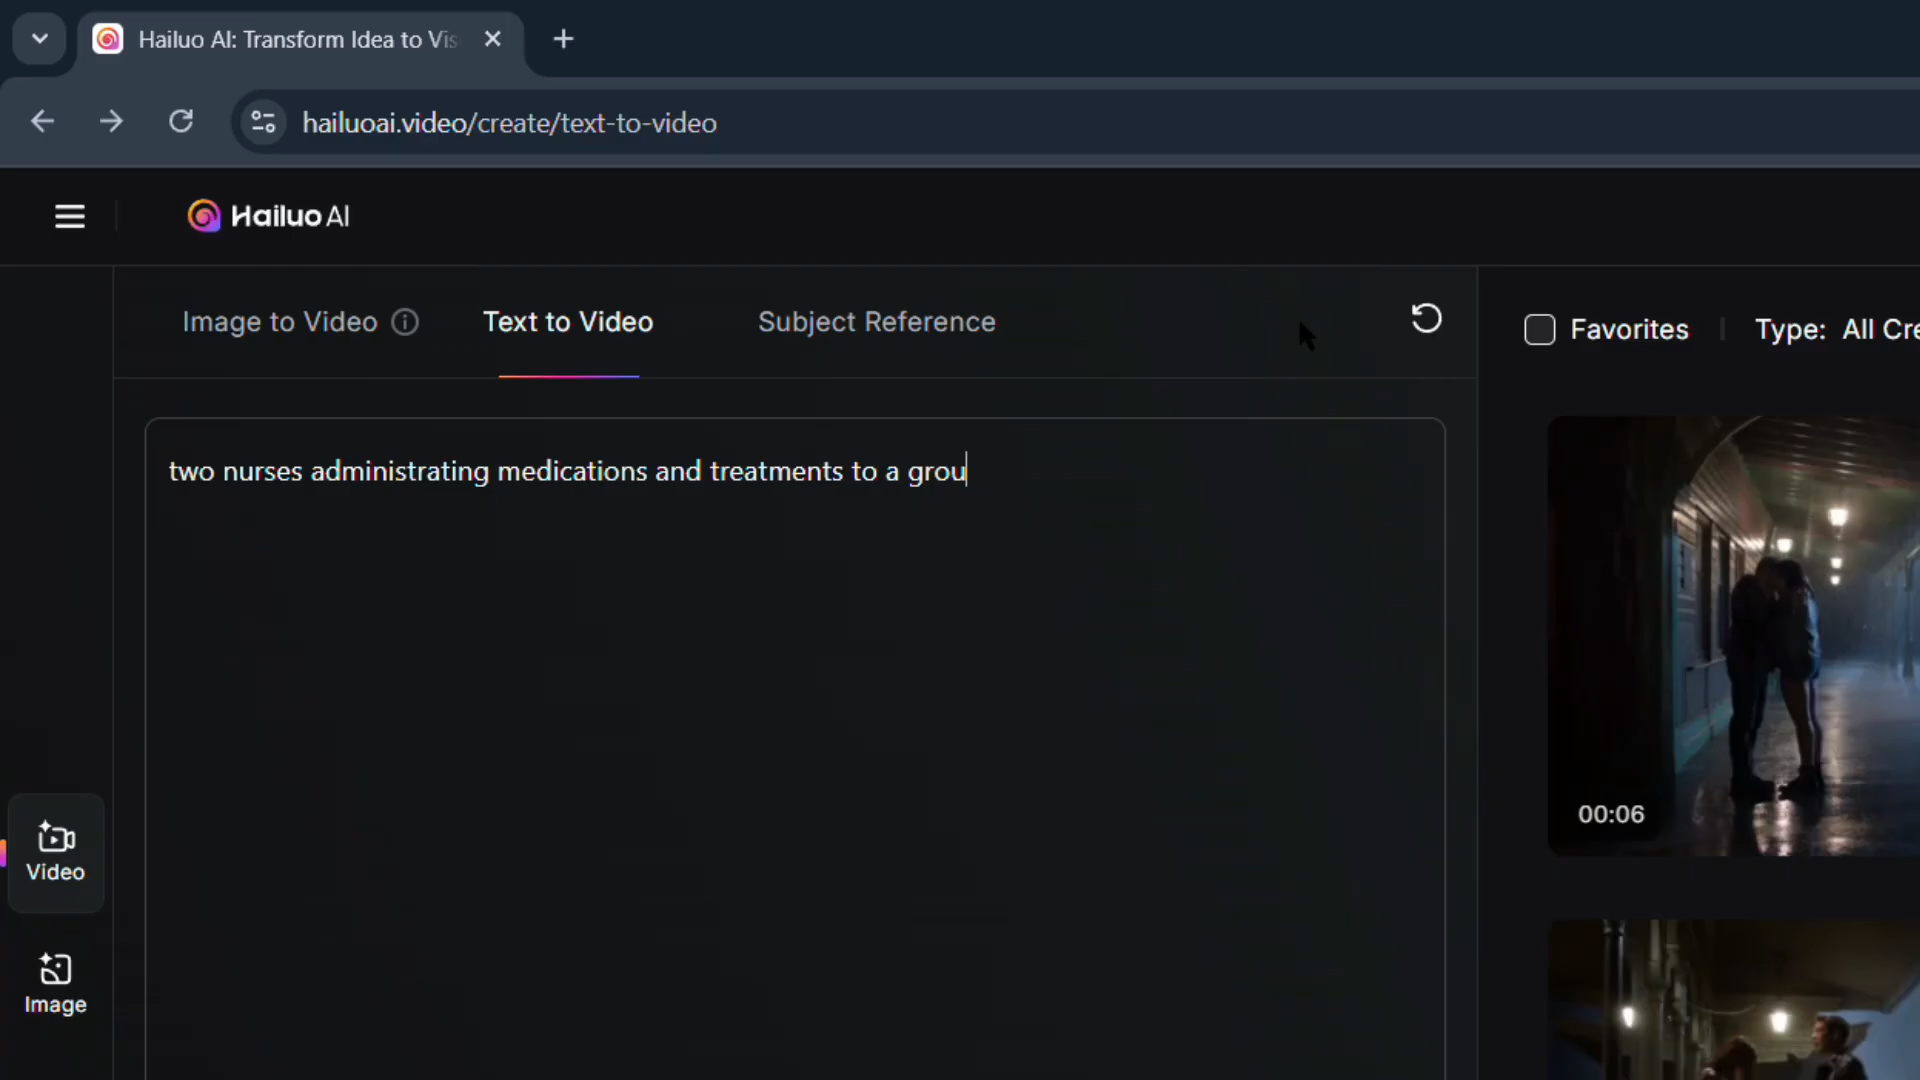 Hailuo AI: Transform Idea to Vis
hailuoai.video/create/text-to-video
Hailuo AI
Image to Video
Text to Video
Subject Reference
Favorites
Type: All Cre
two nurses administrating medications and treatments to a grou
00:06
Video
Image